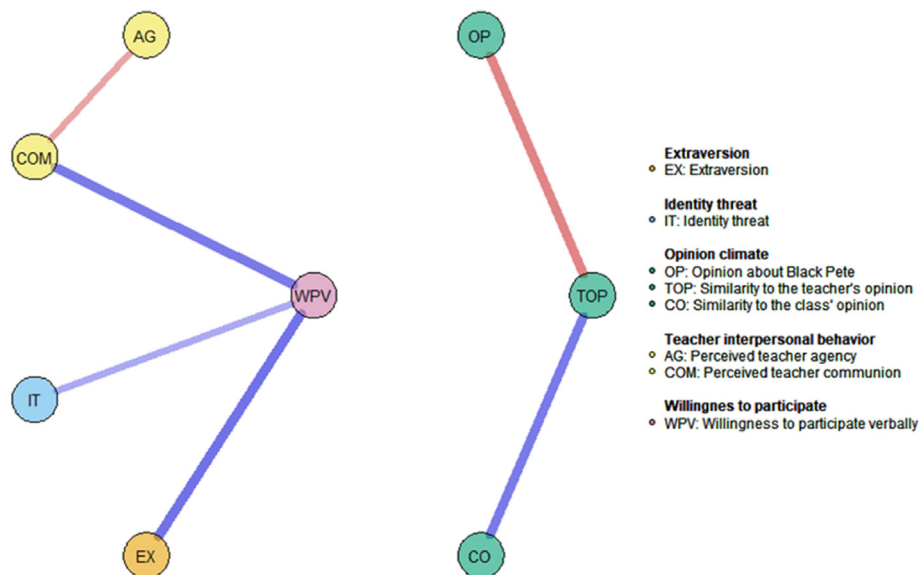 AG
OP
COM
WPV
TOP
IT
EX
CO
Extraversion
EX: Extraversion
Identity threat
IT: Identity threat
Opinion climate
OP: Opinion about Black Pete
TOP: Similarity to the teacher's opinion
CO: Similarity to the class' opinion
Teacher interpersonal behavior
AG: Perceived teacher agency
COM: Perceived teacher communion
Willingnes to participate
WPV: Willingness to participate verbally